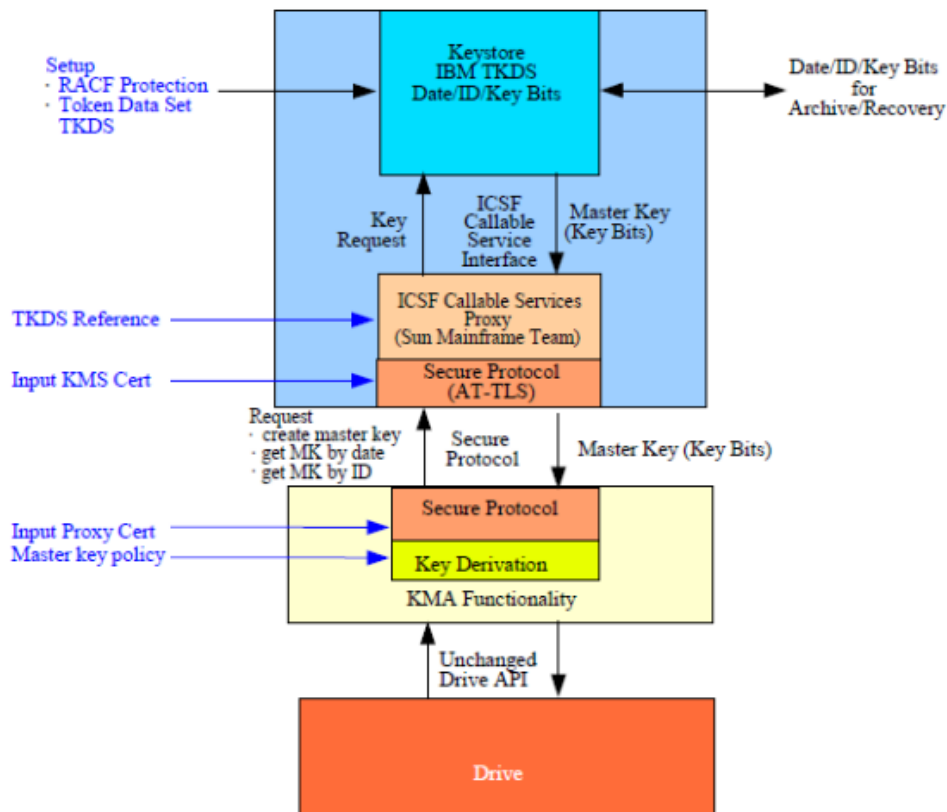 Keystore
IBM TKDS
Date/ID/Key Bits
Setup
· RACF Protection
· Token Data Set
TKDS
Date/ID/Key Bits
for
Archive/Recovery
Key
Request
ICSF
Callable
Service
Interface
Master Key
(Key Bits)
TKDS Reference
ICSF Callable Services
Proxy
(Sun Mainframe Team)
Input KMS Cert
Secure Protocol
(AT-TLS)
Request
· create master key
· get MK by date
· get MK by ID
Secure
Protocol
Master Key (Key Bits)
Input Proxy Cert
Secure Protocol
Master key policy
Key Derivation
KMA Functionality
Unchanged
Drive API
Drive